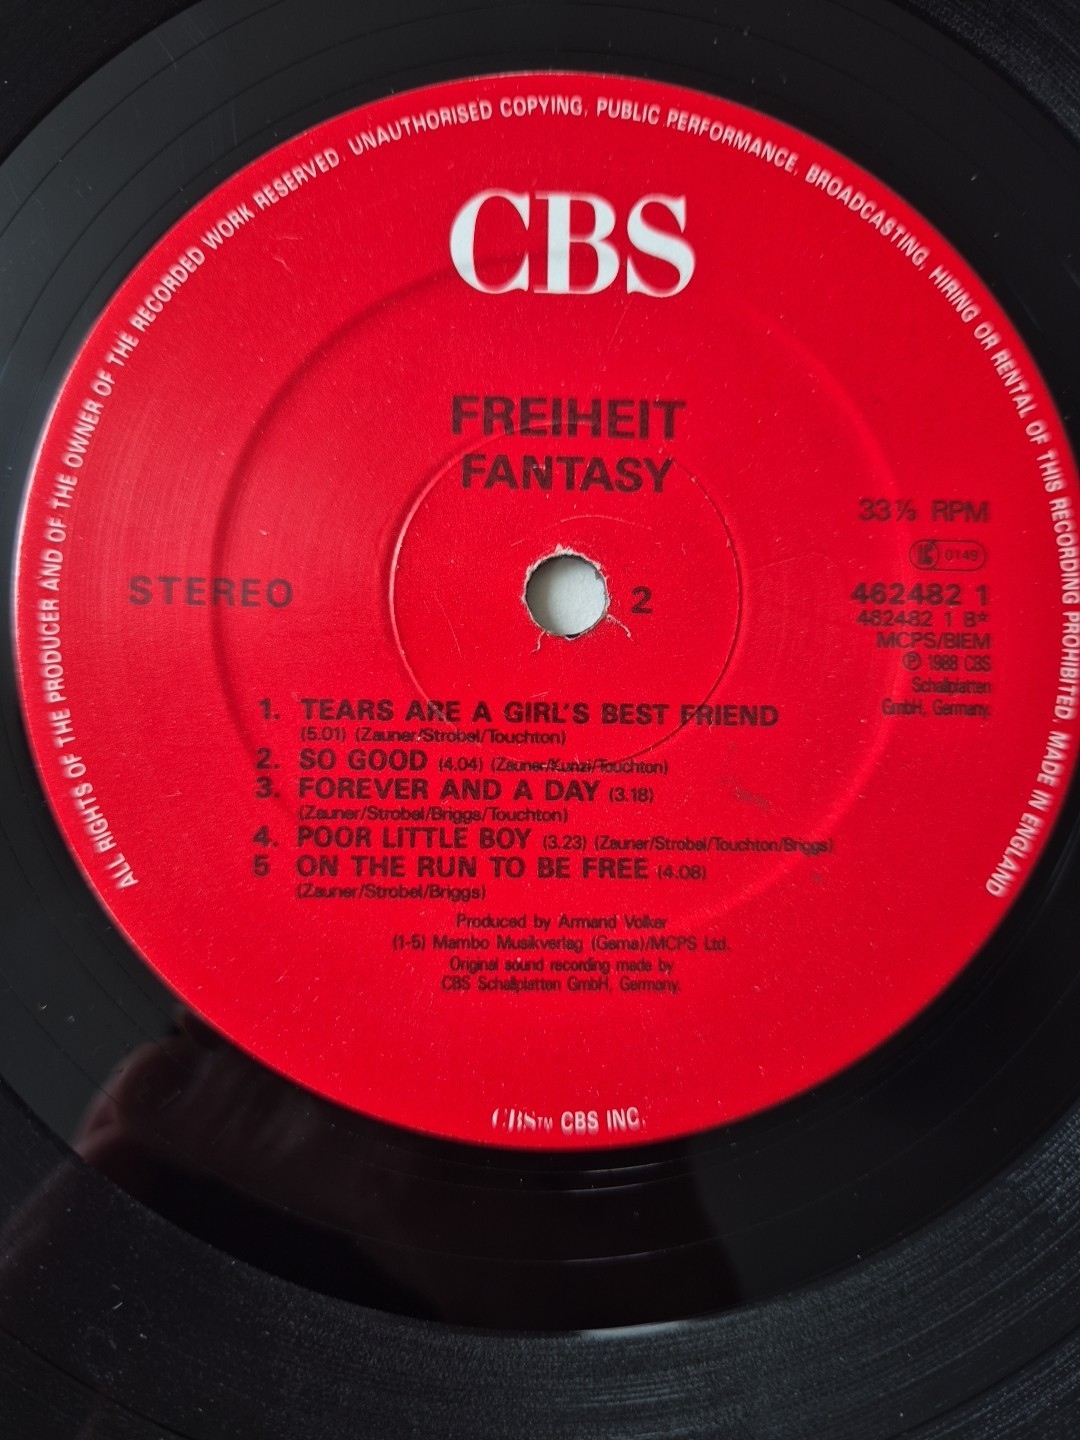 ALL RIGHTS OF THE PRODUCER AND OF THE OWNER OF THE RECORDED WORK RESERVED. UNAUTHORISED COPYING, PUBLIC PERFORMANCE, BROADCASTING, HIRING OR RENTAL OF THIS RECORDING PROHIBITED. MADE IN ENGLAND
CBS
FREIHEIT
FANTASY
33⅓ RPM
LC 0149
STEREO
2
462482 1
462482 1 B*
MCPS/BIEM
℗ 1988 CBS
Schallplatten
GmbH, Germany.
1. TEARS ARE A GIRL'S BEST FRIEND
(5.01) (Zauner/Strobel/Touchton)
2. SO GOOD (4.04) (Zauner/Kunzi/Touchton)
3. FOREVER AND A DAY (3.18)
(Zauner/Strobel/Briggs/Touchton)
4. POOR LITTLE BOY (3.23) (Zauner/Strobel/Touchton/Briggs)
5 ON THE RUN TO BE FREE (4.08)
(Zauner/Strobel/Briggs)
Produced by Armand Volker
(1-5) Mambo Musikverlag (Gema)/MCPS Ltd.
Original sound recording made by
CBS Schallplatten GmbH, Germany.
CBS™ CBS INC.